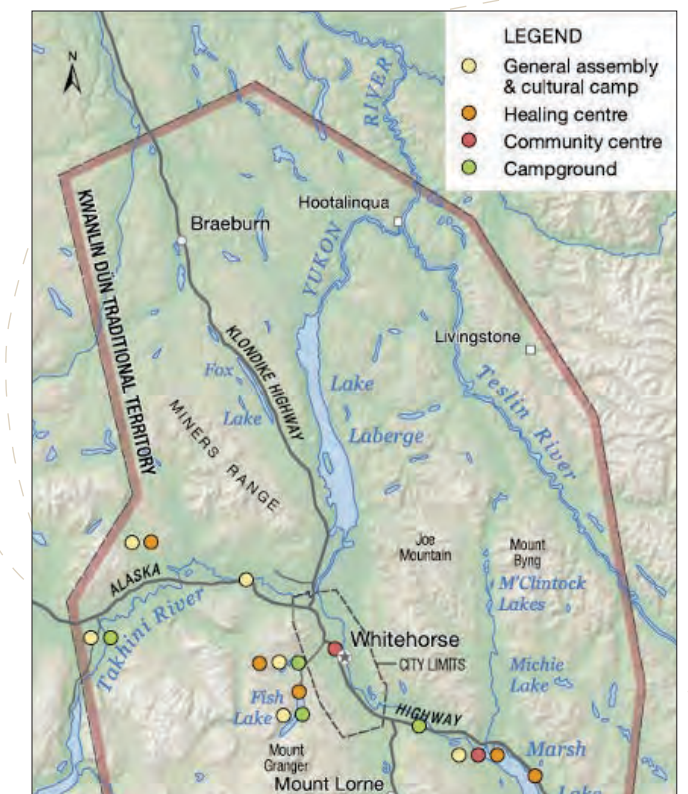 LEGEND
General assembly
& cultural camp
Healing centre
Community centre
Campground
N
RIVER
Hootalinqua
Braeburn
YUKON
KWANLIN DÜN TRADITIONAL TERRITORY
KLONDIKE HIGHWAY
Livingstone
Fox
Lake
Lake
Laberge
Teslin River
MINERS RANGE
Joe
Mountain
Mount
Byng
M'Clintock
Lakes
ALASKA
Takhini River
Whitehorse
CITY LIMITS
Michie
Lake
Fish
Lake
HIGHWAY
Mount
Granger
Marsh
Lake
Mount Lorne